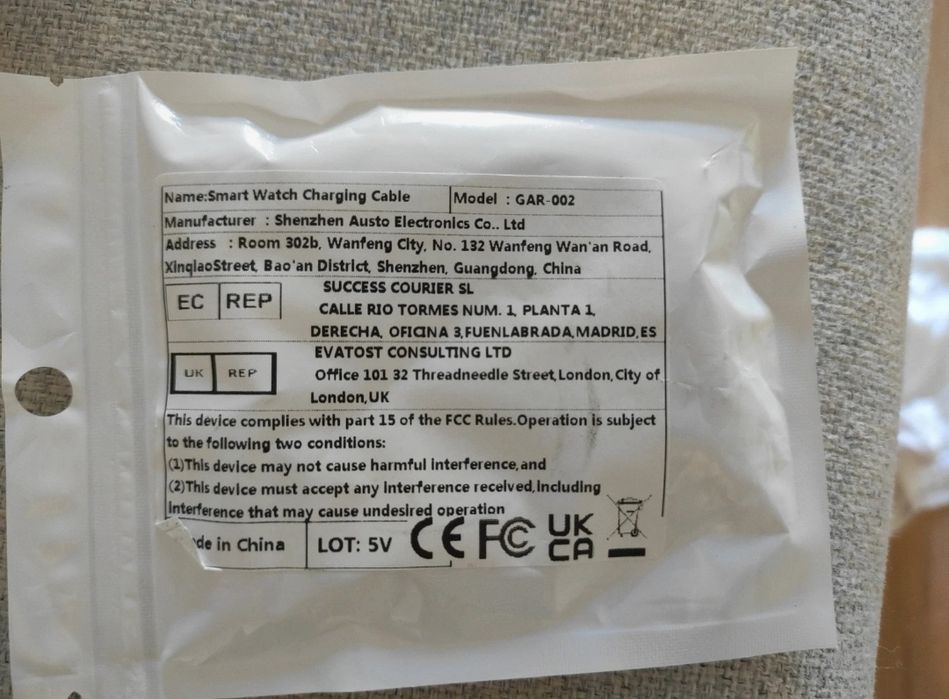 Name:Smart Watch Charging Cable Model : GAR-002
Manufacturer : Shenzhen Austo Electronics Co.. Ltd
Address : Room 302b, Wanfeng City, No. 132 Wanfeng Wan'an Road,
XinqiaoStreet, Bao'an District, Shenzhen, Guangdong, China
EC REP
SUCCESS COURIER SL
CALLE RIO TORMES NUM. 1, PLANTA 1,
DERECHA, OFICINA 3,FUENLABRADA,MADRID,ES
UK REP
EVATOST CONSULTING LTD
Office 101 32 Threadneedle Street,London,City of
London,UK
This device complies with part 15 of the FCC Rules.Operation is subject
to the following two conditions:
(1)This device may not cause harmful interference,and
(2)This device must accept any interference received,including
interference that may cause undesired operation
de in China LOT: 5V CE FC UK
CA